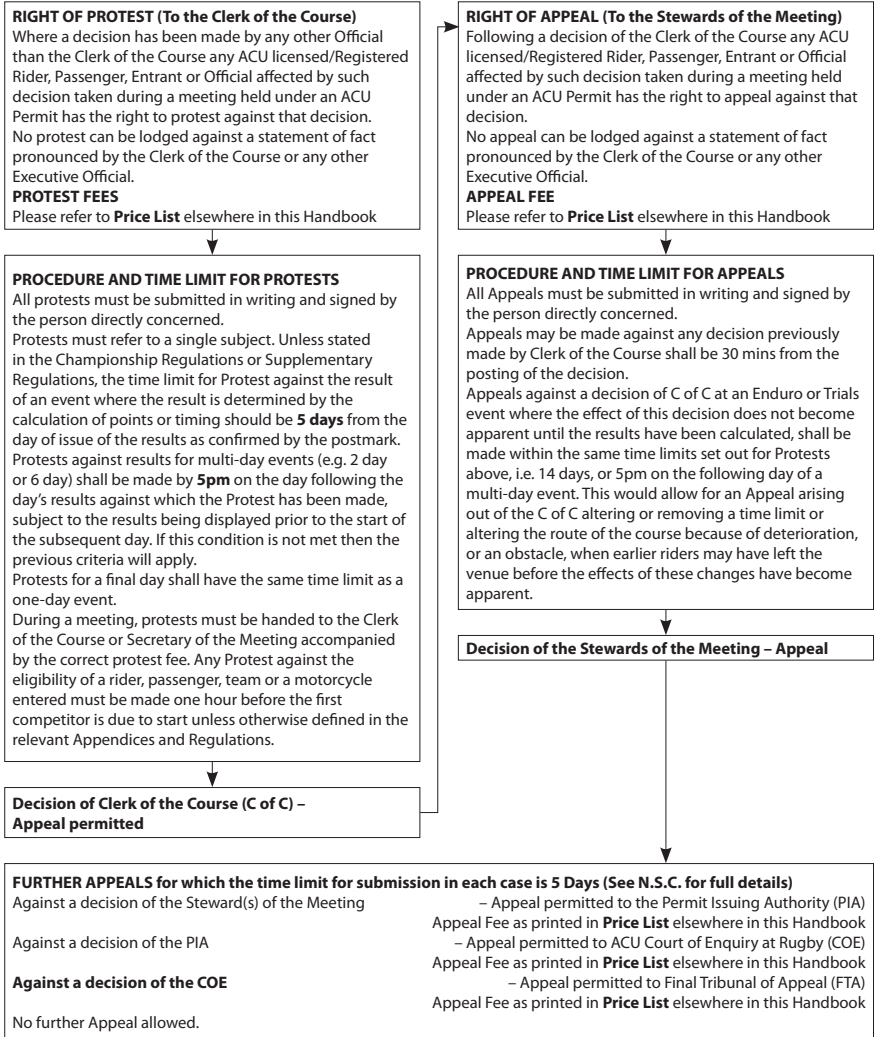 RIGHT OF PROTEST (To the Clerk of the Course)
Where a decision has been made by any other Official
than the Clerk of the Course any ACU licensed/Registered
Rider, Passenger, Entrant or Official affected by such
decision taken during a meeting held under an ACU
Permit has the right to protest against that decision.
No protest can be lodged against a statement of fact
pronounced by the Clerk of the Course or any other
Executive Official.
PROTEST FEES
Please refer to Price List elsewhere in this Handbook
PROCEDURE AND TIME LIMIT FOR PROTESTS
All protests must be submitted in writing and signed by
the person directly concerned.
Protests must refer to a single subject. Unless stated
in the Championship Regulations or Supplementary
Regulations, the time limit for Protest against the result
of an event where the result is determined by the
calculation of points or timing should be 5 days from the
day of issue of the results as confirmed by the postmark.
Protests against results for multi-day events (e.g. 2 day
or 6 day) shall be made by 5pm on the day following the
day's results against which the Protest has been made,
subject to the results being displayed prior to the start of
the subsequent day. If this condition is not met then the
previous criteria will apply.
Protests for a final day shall have the same time limit as a
one-day event.
During a meeting, protests must be handed to the Clerk
of the Course or Secretary of the Meeting accompanied
by the correct protest fee. Any Protest against the
eligibility of a rider, passenger, team or a motorcycle
entered must be made one hour before the first
competitor is due to start unless otherwise defined in the
relevant Appendices and Regulations.
Decision of Clerk of the Course (C of C) –
Appeal permitted
RIGHT OF APPEAL (To the Stewards of the Meeting)
Following a decision of the Clerk of the Course any ACU
licensed/Registered Rider, Passenger, Entrant or Official
affected by such decision taken during a meeting held
under an ACU Permit has the right to appeal against that
decision.
No appeal can be lodged against a statement of fact
pronounced by the Clerk of the Course or any other
Executive Official.
APPEAL FEE
Please refer to Price List elsewhere in this Handbook
PROCEDURE AND TIME LIMIT FOR APPEALS
All Appeals must be submitted in writing and signed by
the person directly concerned.
Appeals may be made against any decision previously
made by Clerk of the Course shall be 30 mins from the
posting of the decision.
Appeals against a decision of C of C at an Enduro or Trials
event where the effect of this decision does not become
apparent until the results have been calculated, shall be
made within the same time limits set out for Protests
above, i.e. 14 days, or 5pm on the following day of a
multi-day event. This would allow for an Appeal arising
out of the C of C altering or removing a time limit or
altering the route of the course because of deterioration,
or an obstacle, when earlier riders may have left the
venue before the effects of these changes have become
apparent.
Decision of the Stewards of the Meeting – Appeal
FURTHER APPEALS for which the time limit for submission in each case is 5 Days (See N.S.C. for full details)
Against a decision of the Steward(s) of the Meeting – Appeal permitted to the Permit Issuing Authority (PIA)
Appeal Fee as printed in Price List elsewhere in this Handbook
Against a decision of the PIA – Appeal permitted to ACU Court of Enquiry at Rugby (COE)
Appeal Fee as printed in Price List elsewhere in this Handbook
Against a decision of the COE – Appeal permitted to Final Tribunal of Appeal (FTA)
Appeal Fee as printed in Price List elsewhere in this Handbook
No further Appeal allowed.